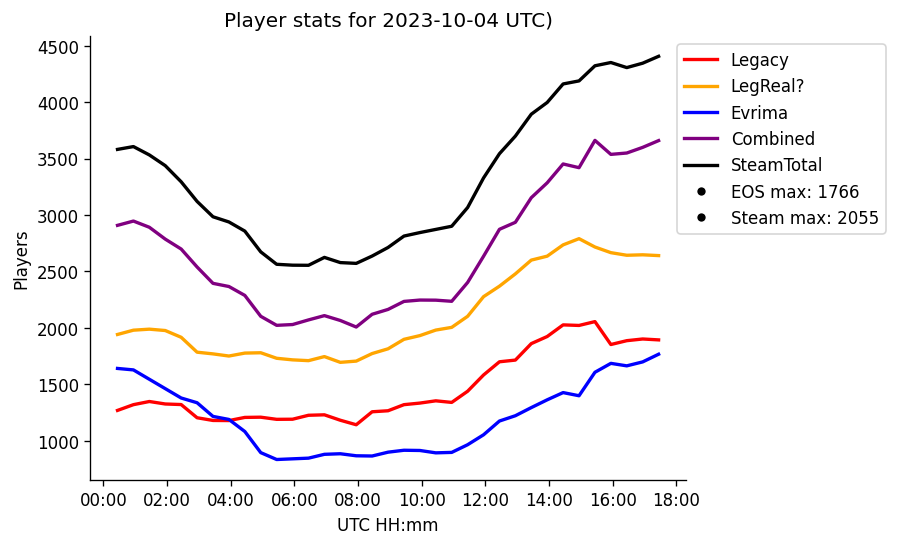 Player stats for 2023-10-04 UTC)
Players
4500
4000
3500
3000
2500
2000
1500
1000
00:00 02:00 04:00 06:00 08:00 10:00 12:00 14:00 16:00 18:00
UTC HH:mm
Legacy
LegReal?
Evrima
Combined
SteamTotal
EOS max: 1766
Steam max: 2055